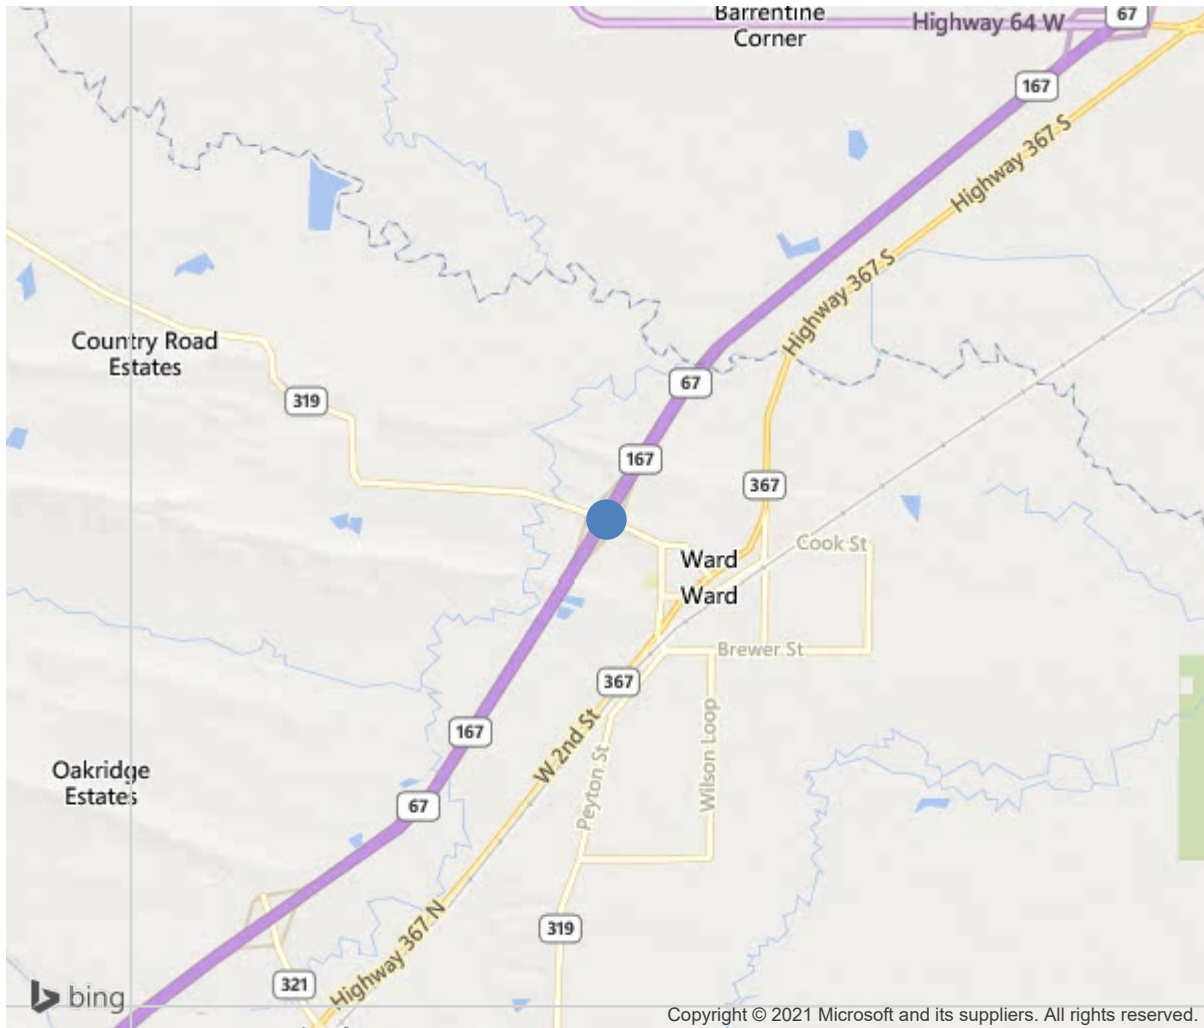 Barrentine
Corner
Highway 64 W
67
167
Highway 367 S
Highway 367 S
Country Road
Estates
319
67
167
367
Cook St
Ward
Ward
Brewer St
367
167
W 2nd St
Peyton St
Wilson Loop
Oakridge
Estates
67
319
Highway 367 N
321
bing
Copyright © 2021 Microsoft and its suppliers. All rights reserved.